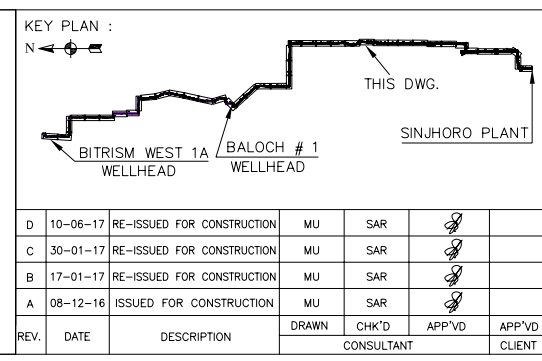 KEY PLAN :
N
THIS DWG.
SINJHORO PLANT
BITRISM WEST 1A
WELLHEAD
BALOCH # 1
WELLHEAD
D 10-06-17 RE-ISSUED FOR CONSTRUCTION MU SAR
C 30-01-17 RE-ISSUED FOR CONSTRUCTION MU SAR
B 17-01-17 RE-ISSUED FOR CONSTRUCTION MU SAR
A 08-12-16 ISSUED FOR CONSTRUCTION MU SAR
REV. DATE DESCRIPTION DRAWN CHK'D APP'VD APP'VD
CONSULTANT CLIENT